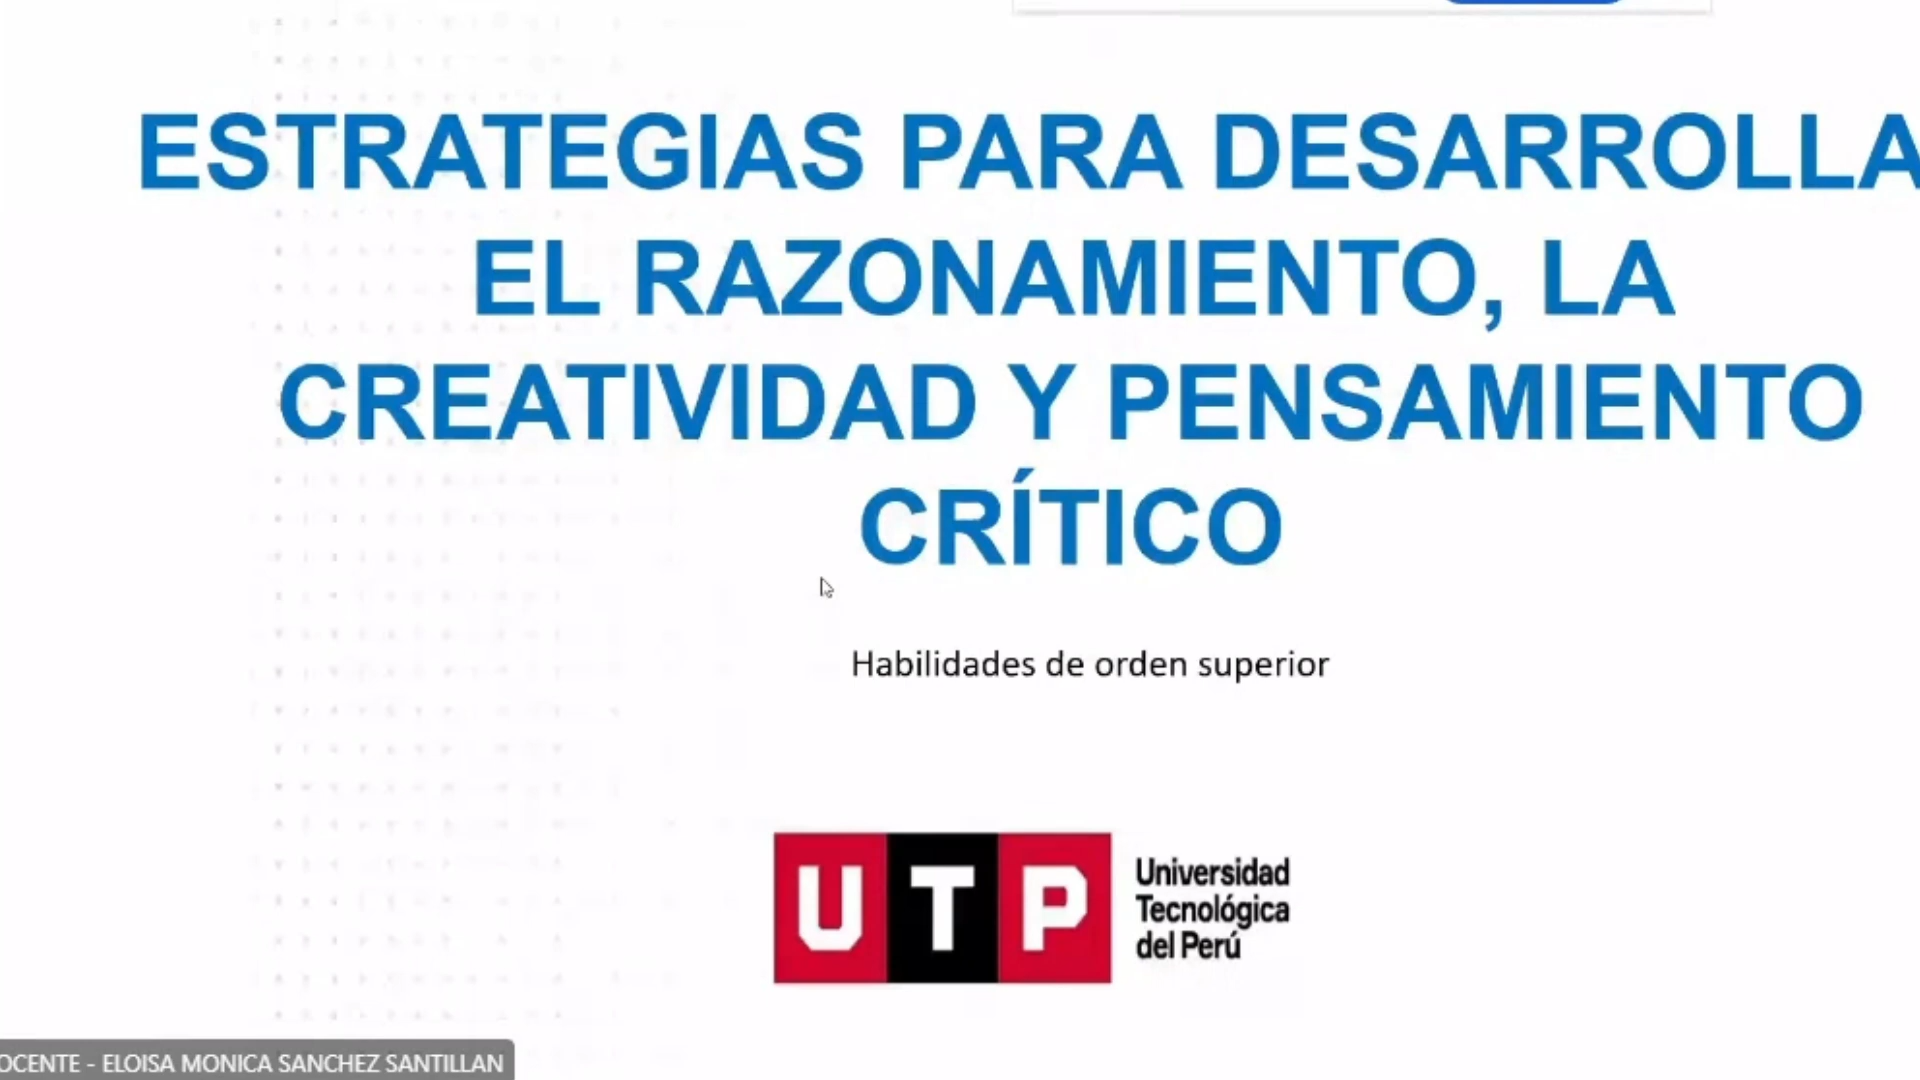 ESTRATEGIAS PARA DESARROLLA
EL RAZONAMIENTO, LA
CREATIVIDAD Y PENSAMIENTO
CRÍTICO
Habilidades de orden superior
UTP
Universidad
Tecnológica
del Perú
OCENTE - ELOISA MONICA SANCHEZ SANTILLAN